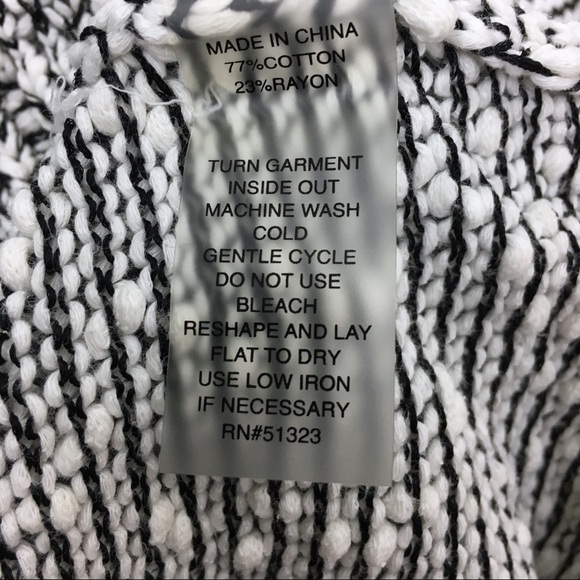 MADE IN CHINA
77%COTTON
23%RAYON
TURN GARMENT
INSIDE OUT
MACHINE WASH
COLD
GENTLE CYCLE
DO NOT USE
BLEACH
RESHAPE AND LAY
FLAT TO DRY
USE LOW IRON
IF NECESSARY
RN#51323